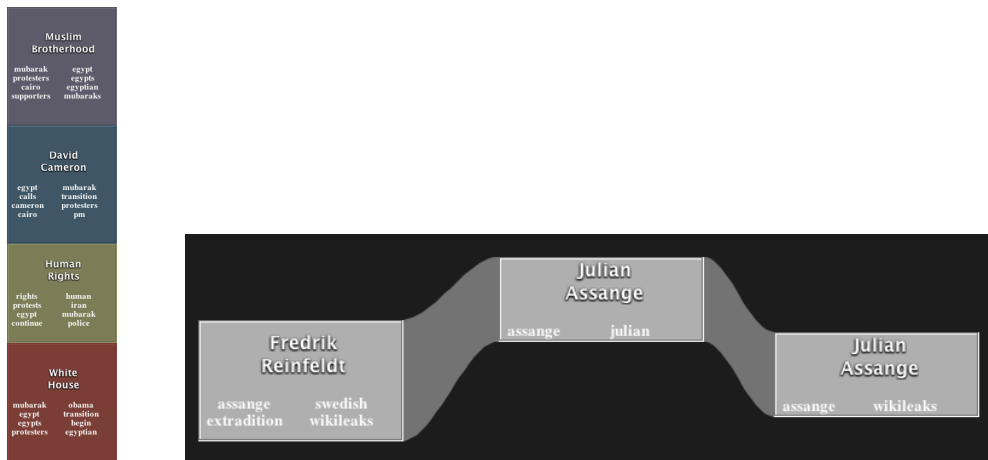 Muslim
Brotherhood
mubarak egypt
protesters egypts
cairo egyptian
supporters mubaraks
David
Cameron
egypt mubarak
calls transition
cameron protesters
cairo pm
Human
Rights
rights human
protests iran
egypt mubarak
continue police
White
House
mubarak obama
egypt transition
egypts begin
protesters egyptian
Fredrik
Reinfeldt
assange swedish
extradition wikileaks
Julian
Assange
assange julian
Julian
Assange
assange wikileaks